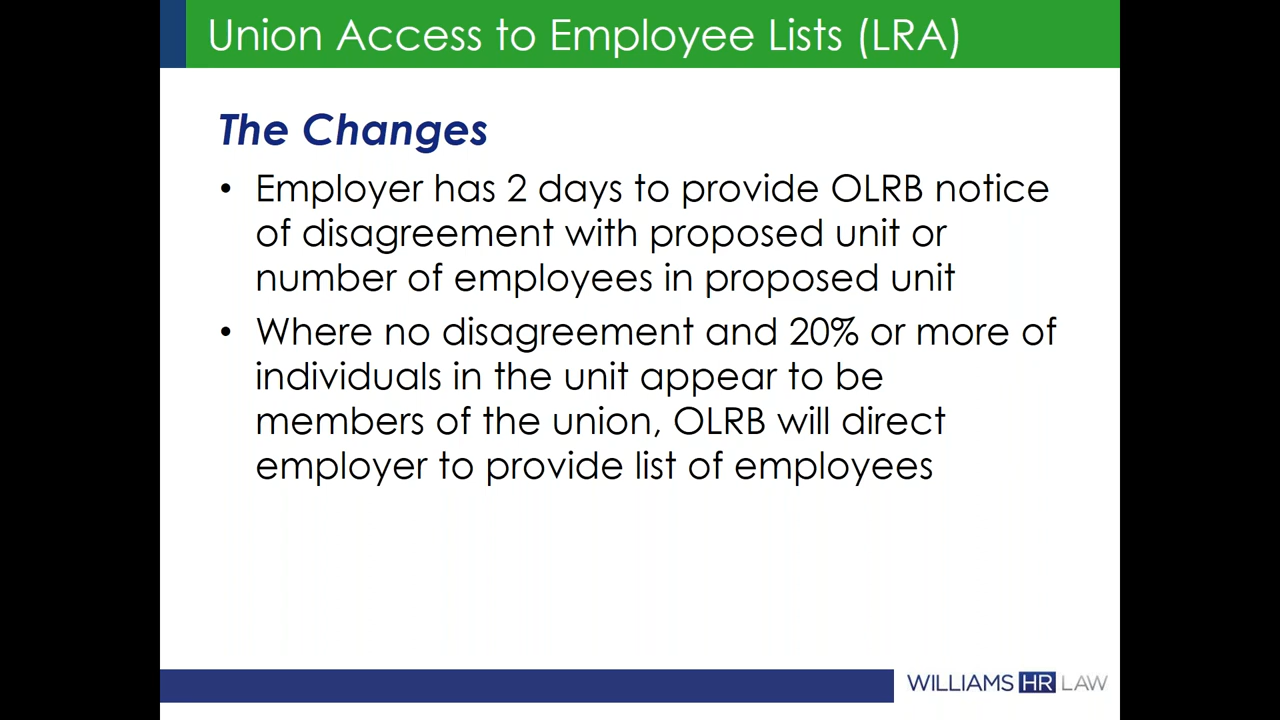 Union Access to Employee Lists (LRA)
The Changes
• Employer has 2 days to provide OLRB notice
of disagreement with proposed unit or
number of employees in proposed unit
• Where no disagreement and 20% or more of
individuals in the unit appear to be
members of the union, OLRB will direct
employer to provide list of employees
WILLIAMS HR LAW